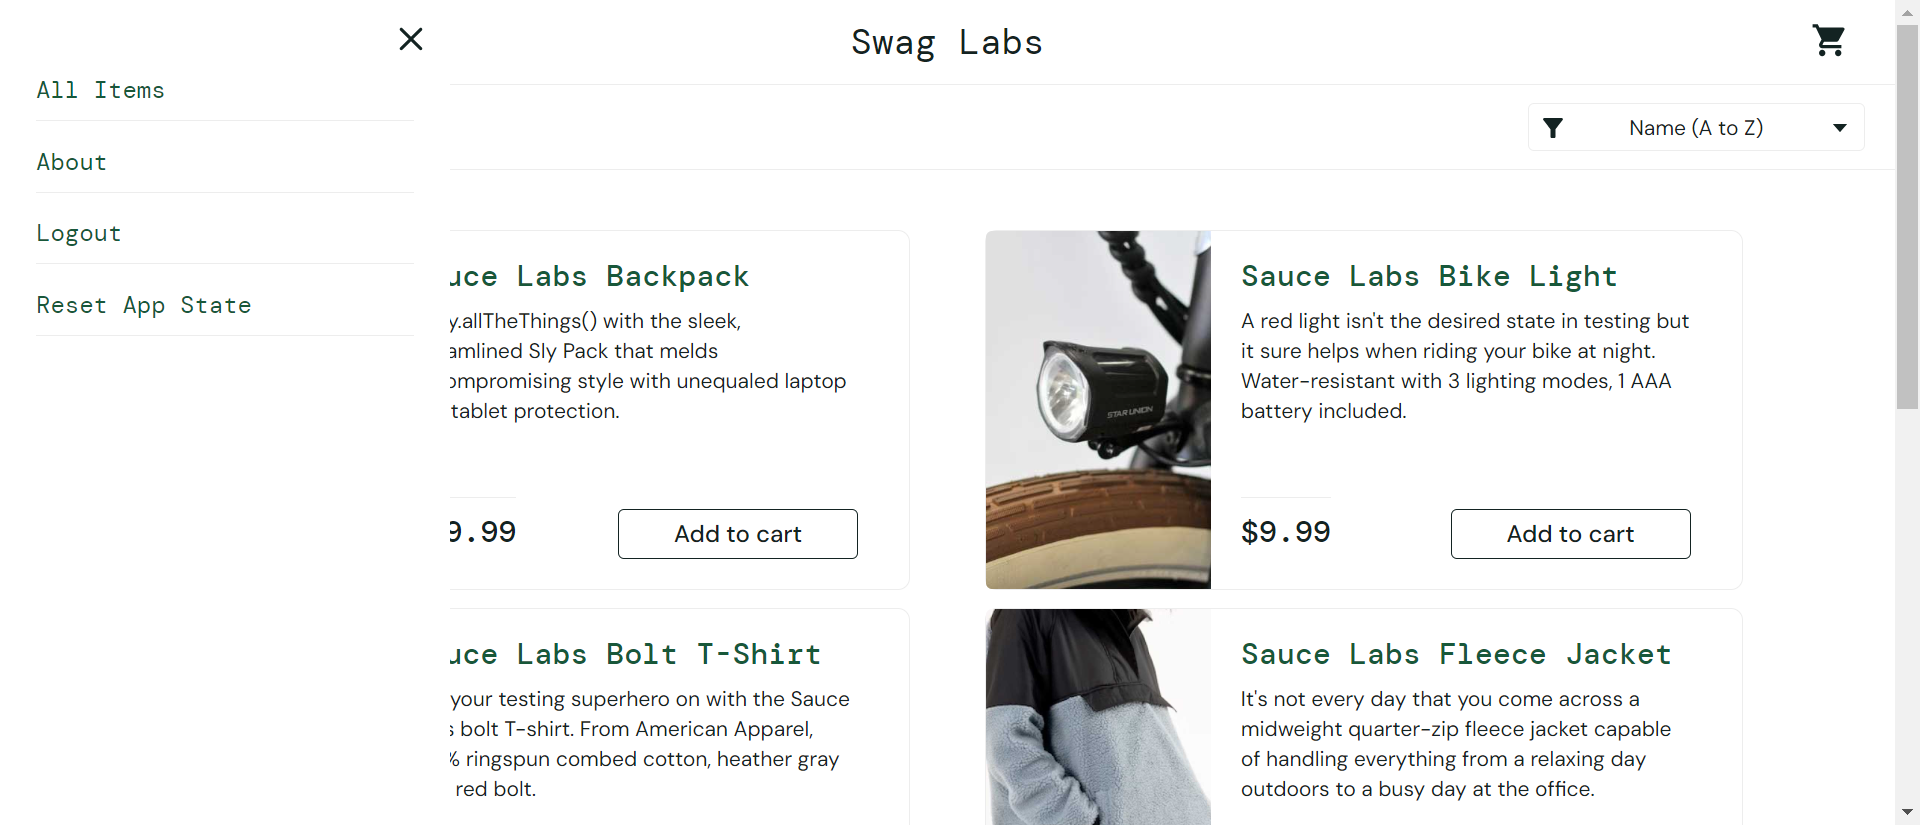 Swag Labs
All Items
About
Logout
Reset App State
Name (A to Z)
uce Labs Backpack
y.allTheThings() with the sleek,
amlined Sly Pack that melds
ompromising style with unequaled laptop
tablet protection.
9.99
Add to cart
STAR UNION
Sauce Labs Bike Light
A red light isn't the desired state in testing but
it sure helps when riding your bike at night.
Water-resistant with 3 lighting modes, 1 AAA
battery included.
$9.99
Add to cart
uce Labs Bolt T-Shirt
your testing superhero on with the Sauce
s bolt T-shirt. From American Apparel,
% ringspun combed cotton, heather gray
red bolt.
Sauce Labs Fleece Jacket
It's not every day that you come across a
midweight quarter-zip fleece jacket capable
of handling everything from a relaxing day
outdoors to a busy day at the office.